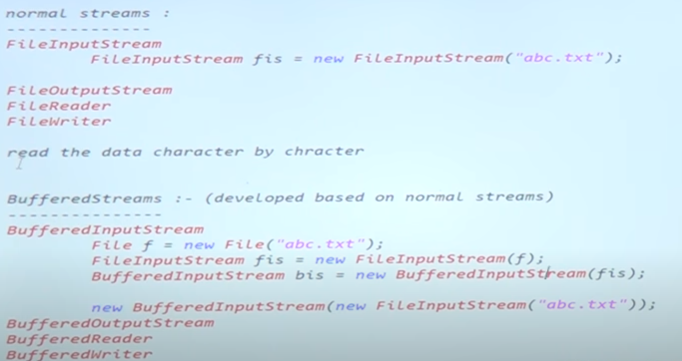 normal streams :
---------------
FileInputStream
FileInputStream fis = new FileInputStream("abc.txt");
FileOutputStream
FileReader
FileWriter
read the data character by chracter
BufferedStreams :- (developed based on normal streams)
---------------
BufferedInputStream
File f = new File("abc.txt");
FileInputStream fis = new FileInputStream(f);
BufferedInputStream bis = new BufferedInputStream(fis);
new BufferedInputStream(new FileInputStream("abc.txt"));
BufferedOutputStream
BufferedReader
BufferedWriter